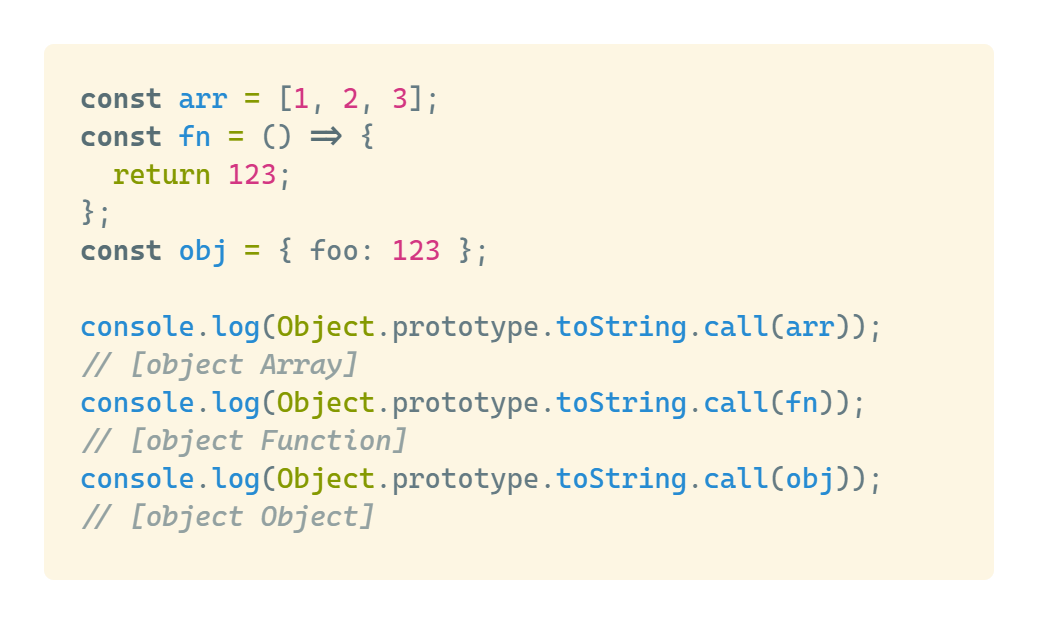 const arr = [1, 2, 3];
const fn = () => {
  return 123;
};
const obj = { foo: 123 };

console.log(Object.prototype.toString.call(arr));
// [object Array]
console.log(Object.prototype.toString.call(fn));
// [object Function]
console.log(Object.prototype.toString.call(obj));
// [object Object]